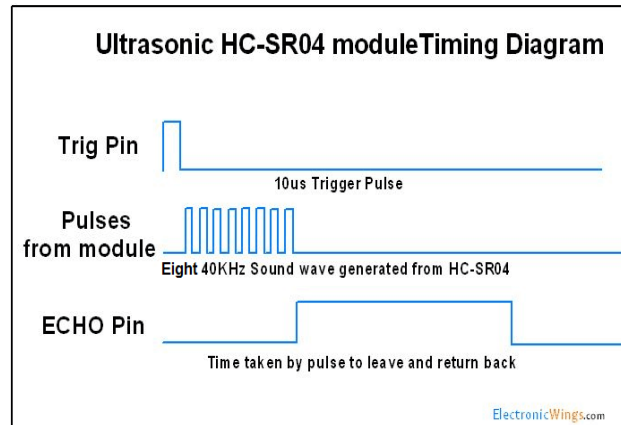 Ultrasonic HC-SR04 moduleTiming Diagram
Trig Pin
10us Trigger Pulse
Pulses
from module
Eight 40KHz Sound wave generated from HC-SR04
ECHO Pin
Time taken by pulse to leave and return back
ElectronicWings.com